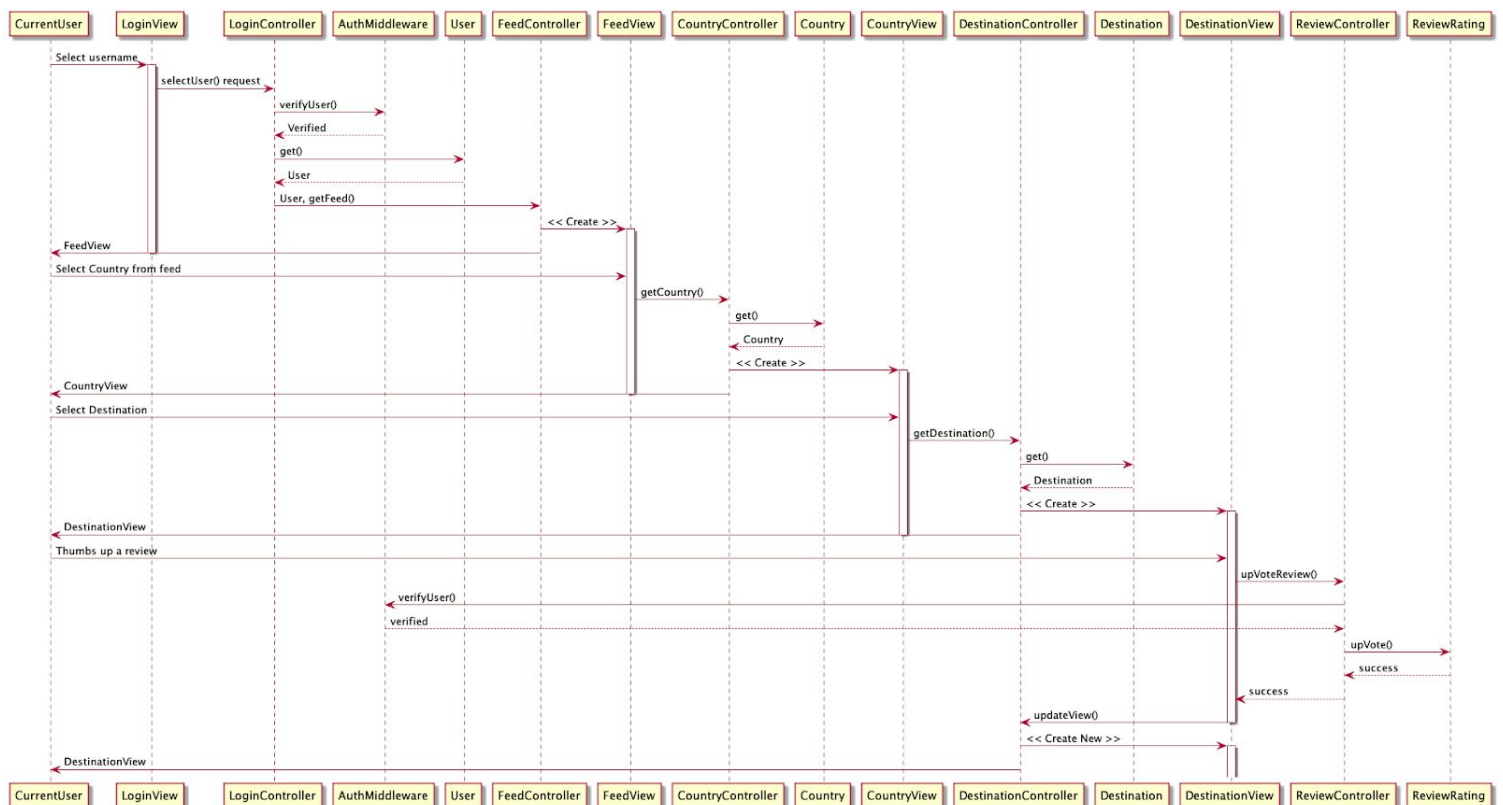 CurrentUser LoginView LoginController AuthMiddleware User FeedController FeedView CountryController Country CountryView DestinationController Destination DestinationView ReviewController ReviewRating
Select username
selectUser() request
verifyUser()
Verified
get()
User
User, getFeed()
<< Create >>
FeedView
Select Country from feed
getCountry()
get()
Country
<< Create >>
CountryView
Select Destination
getDestination()
get()
Destination
<< Create >>
DestinationView
Thumbs up a review
upVoteReview()
verifyUser()
verified
upVote()
success
success
updateView()
<< Create New >>
DestinationView
CurrentUser LoginView LoginController AuthMiddleware User FeedController FeedView CountryController Country CountryView DestinationController Destination DestinationView ReviewController ReviewRating